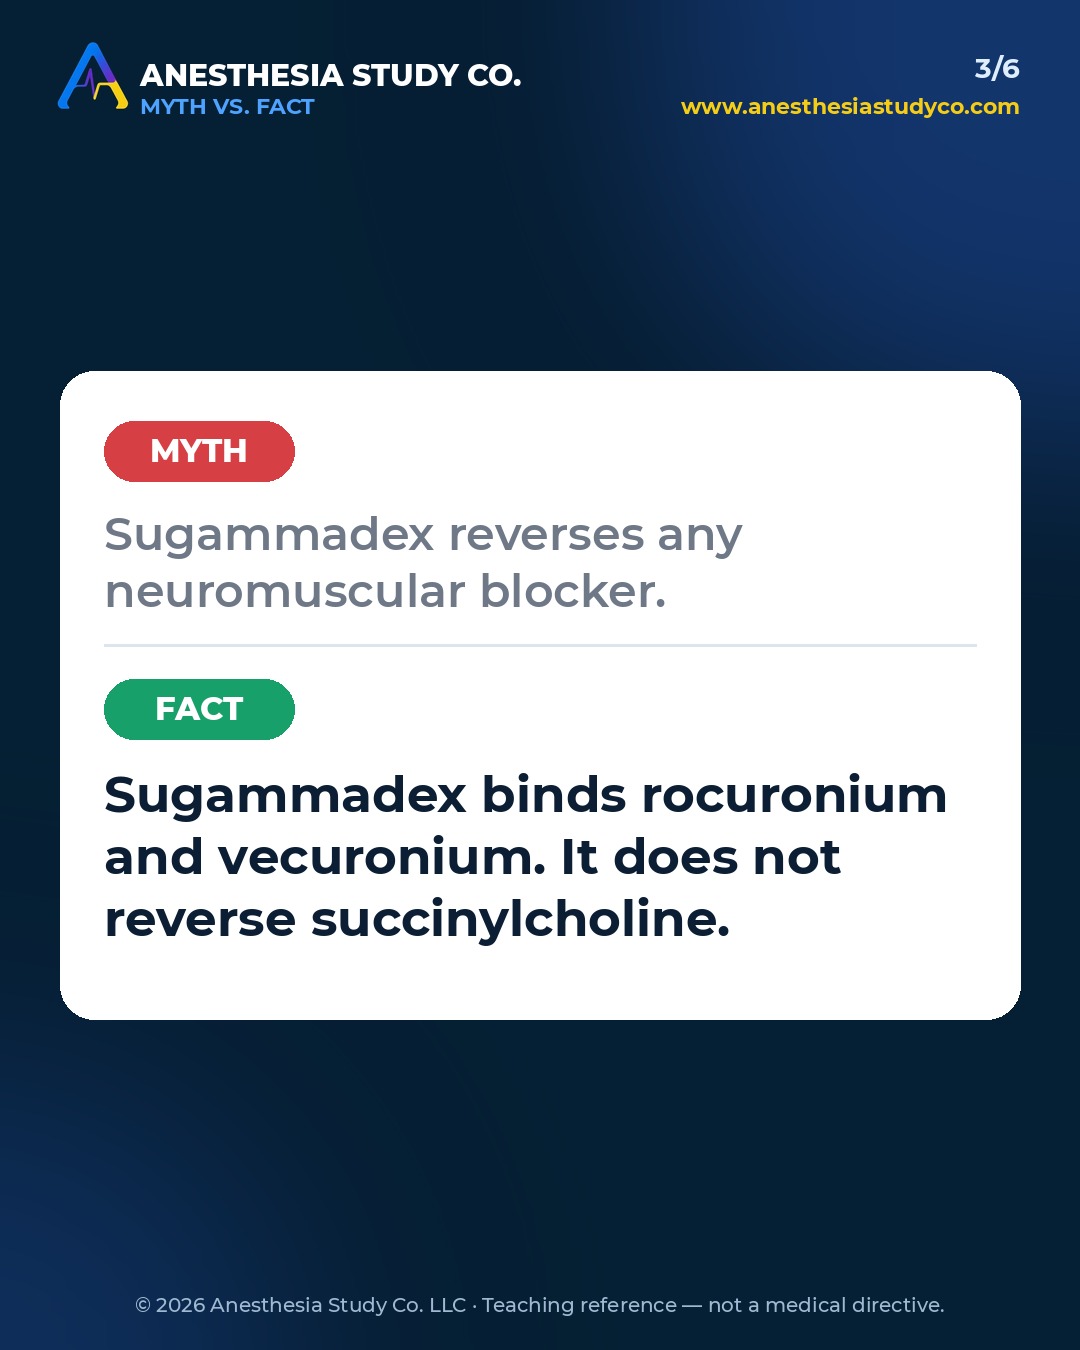 ANESTHESIA STUDY CO.
MYTH VS. FACT
3/6
www.anesthesiastudyco.com
MYTH
Sugammadex reverses any
neuromuscular blocker.
FACT
Sugammadex binds rocuronium
and vecuronium. It does not
reverse succinylcholine.
© 2026 Anesthesia Study Co. LLC · Teaching reference — not a medical directive.